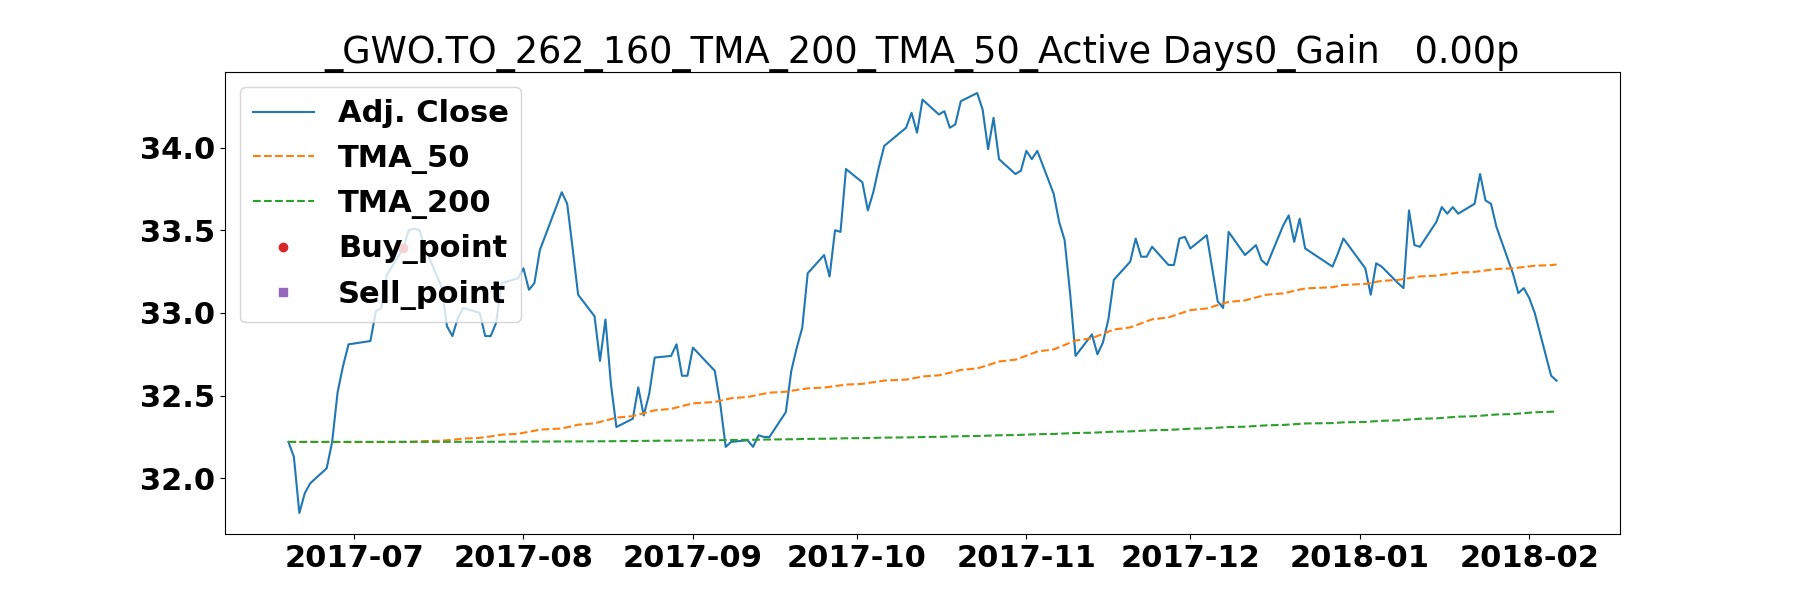 _GWO.TO_262_160_TMA_200_TMA_50_Active Days0_Gain   0.00p
Adj. Close
TMA_50
TMA_200
Buy_point
Sell_point
34.0
33.5
33.0
32.5
32.0
2017-07 2017-08 2017-09 2017-10 2017-11 2017-12 2018-01 2018-02